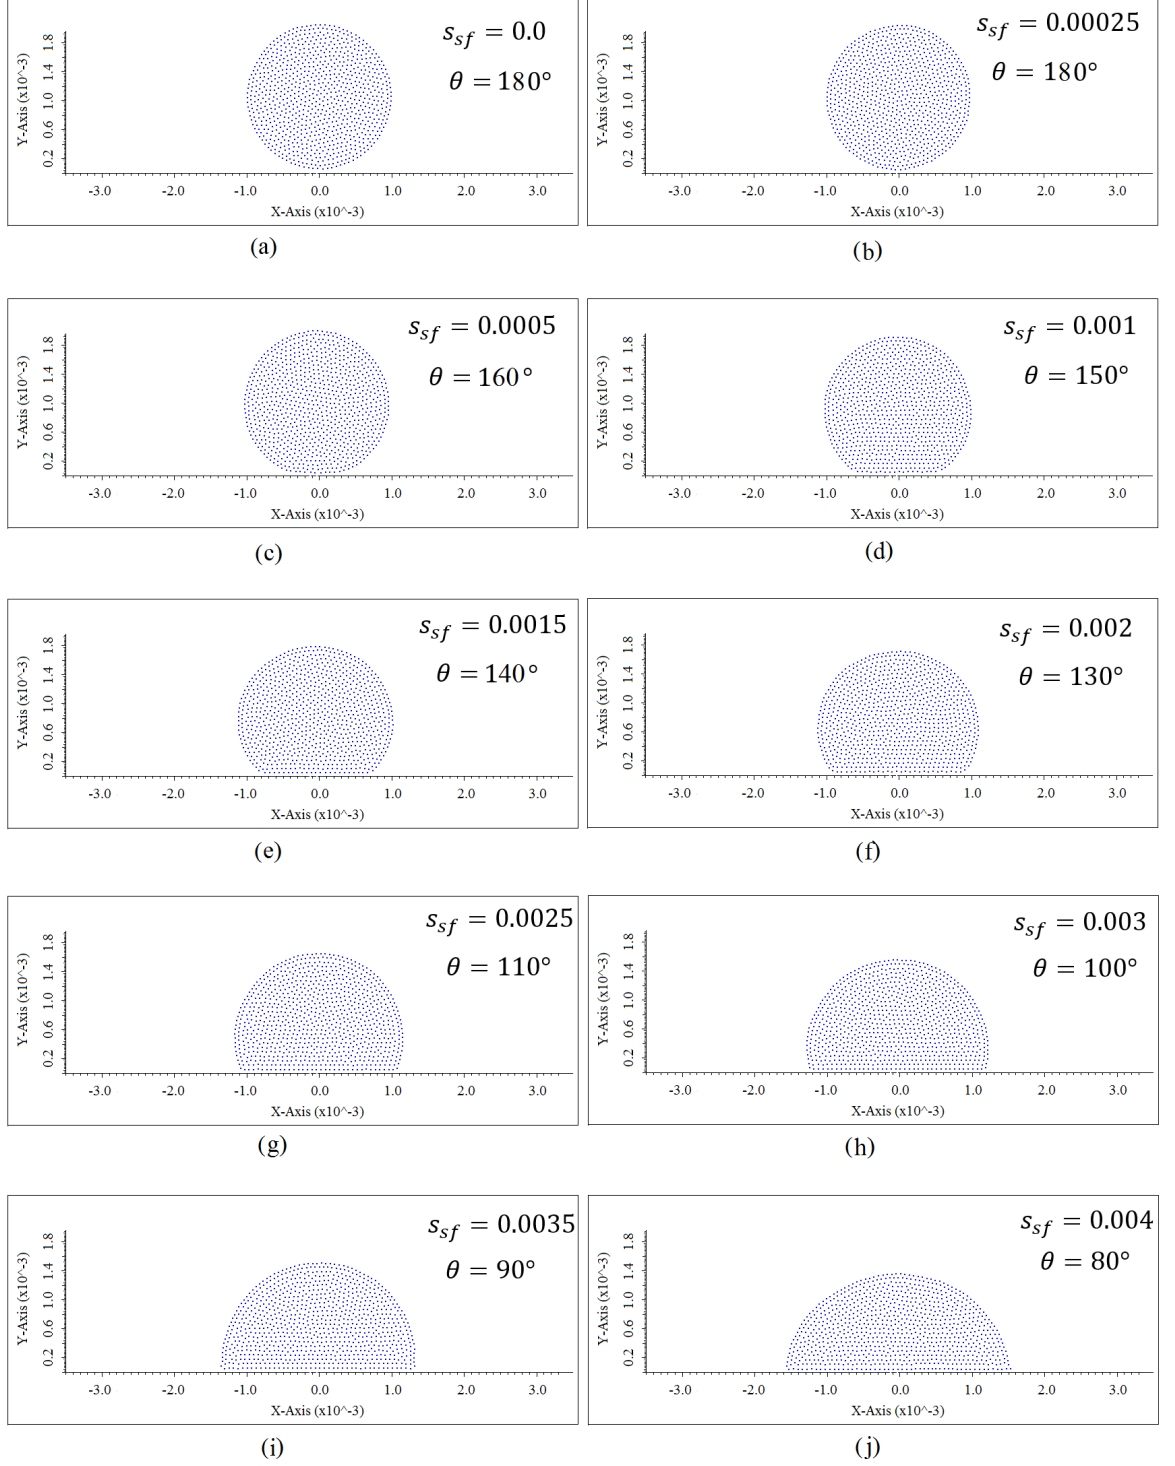 s_sf = 0.0
θ = 180°
Y-Axis (x10^-3)
1.8
1.4
1.0
0.6
0.2
-3.0 -2.0 -1.0 0.0 1.0 2.0 3.0
X-Axis (x10^-3)
(a)
s_sf = 0.00025
θ = 180°
Y-Axis (x10^-3)
1.8
1.4
1.0
0.6
0.2
-3.0 -2.0 -1.0 0.0 1.0 2.0 3.0
X-Axis (x10^-3)
(b)
s_sf = 0.0005
θ = 160°
Y-Axis (x10^-3)
1.8
1.4
1.0
0.6
0.2
-3.0 -2.0 -1.0 0.0 1.0 2.0 3.0
X-Axis (x10^-3)
(c)
s_sf = 0.001
θ = 150°
Y-Axis (x10^-3)
1.8
1.4
1.0
0.6
0.2
-3.0 -2.0 -1.0 0.0 1.0 2.0 3.0
X-Axis (x10^-3)
(d)
s_sf = 0.0015
θ = 140°
Y-Axis (x10^-3)
1.8
1.4
1.0
0.6
0.2
-3.0 -2.0 -1.0 0.0 1.0 2.0 3.0
X-Axis (x10^-3)
(e)
s_sf = 0.002
θ = 130°
Y-Axis (x10^-3)
1.8
1.4
1.0
0.6
0.2
-3.0 -2.0 -1.0 0.0 1.0 2.0 3.0
X-Axis (x10^-3)
(f)
s_sf = 0.0025
θ = 110°
Y-Axis (x10^-3)
1.8
1.4
1.0
0.6
0.2
-3.0 -2.0 -1.0 0.0 1.0 2.0 3.0
X-Axis (x10^-3)
(g)
s_sf = 0.003
θ = 100°
Y-Axis (x10^-3)
1.8
1.4
1.0
0.6
0.2
-3.0 -2.0 -1.0 0.0 1.0 2.0 3.0
X-Axis (x10^-3)
(h)
s_sf = 0.0035
θ = 90°
Y-Axis (x10^-3)
1.8
1.4
1.0
0.6
0.2
-3.0 -2.0 -1.0 0.0 1.0 2.0 3.0
X-Axis (x10^-3)
(i)
s_sf = 0.004
θ = 80°
Y-Axis (x10^-3)
1.8
1.4
1.0
0.6
0.2
-3.0 -2.0 -1.0 0.0 1.0 2.0 3.0
X-Axis (x10^-3)
(j)